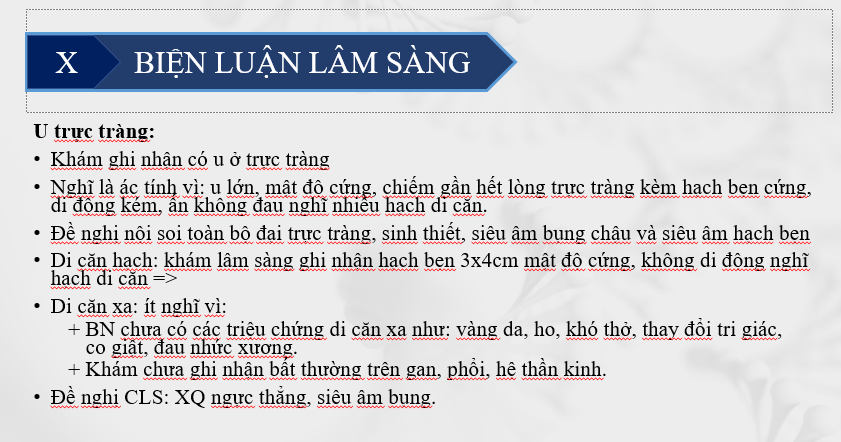 X BIỆN LUẬN LÂM SÀNG
U trực tràng:
• Khám ghi nhận có u ở trực tràng
• Nghĩ là ác tính vì: u lớn, mật độ cứng, chiếm gần hết lòng trực tràng kèm hạch bẹn cứng,
di động kém, ấn không đau nghĩ nhiều hạch di căn.
• Đề nghị nội soi toàn bộ đại trực tràng, sinh thiết, siêu âm bụng châu và siêu âm hạch bẹn
• Di căn hạch: khám lâm sàng ghi nhận hạch bẹn 3x4cm mật độ cứng, không di động nghĩ
hạch di căn =>
• Di căn xa: ít nghĩ vì:
+ BN chưa có các triệu chứng di căn xa như: vàng da, ho, khó thở, thay đổi tri giác,
co giật, đau nhức xương.
+ Khám chưa ghi nhận bất thường trên gan, phổi, hệ thần kinh.
• Đề nghị CLS: XQ ngực thẳng, siêu âm bụng.